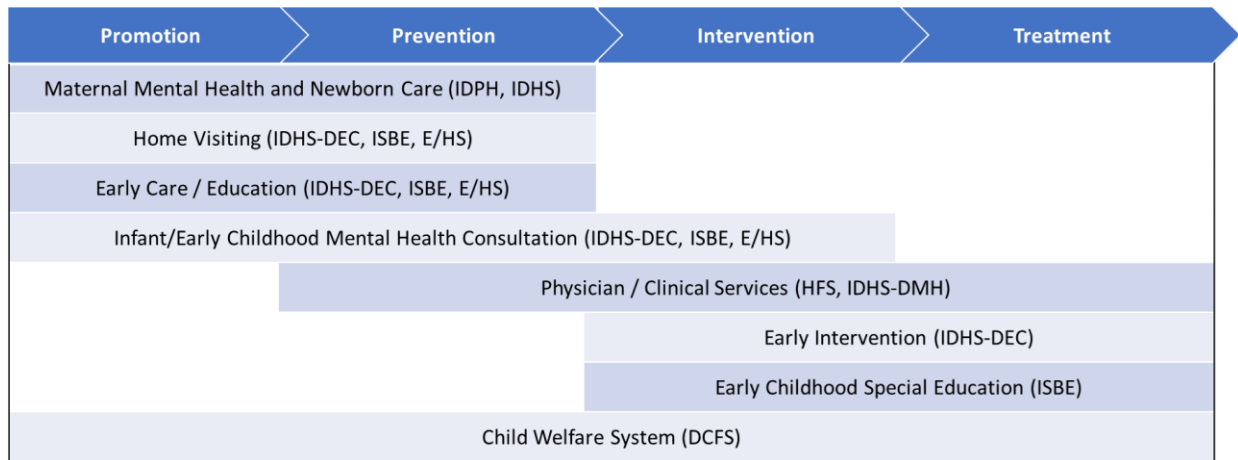 Promotion
Prevention
Intervention
Treatment
Maternal Mental Health and Newborn Care (IDPH, IDHS)
Home Visiting (IDHS-DEC, ISBE, E/HS)
Early Care / Education (IDHS-DEC, ISBE, E/HS)
Infant/Early Childhood Mental Health Consultation (IDHS-DEC, ISBE, E/HS)
Physician / Clinical Services (HFS, IDHS-DMH)
Early Intervention (IDHS-DEC)
Early Childhood Special Education (ISBE)
Child Welfare System (DCFS)